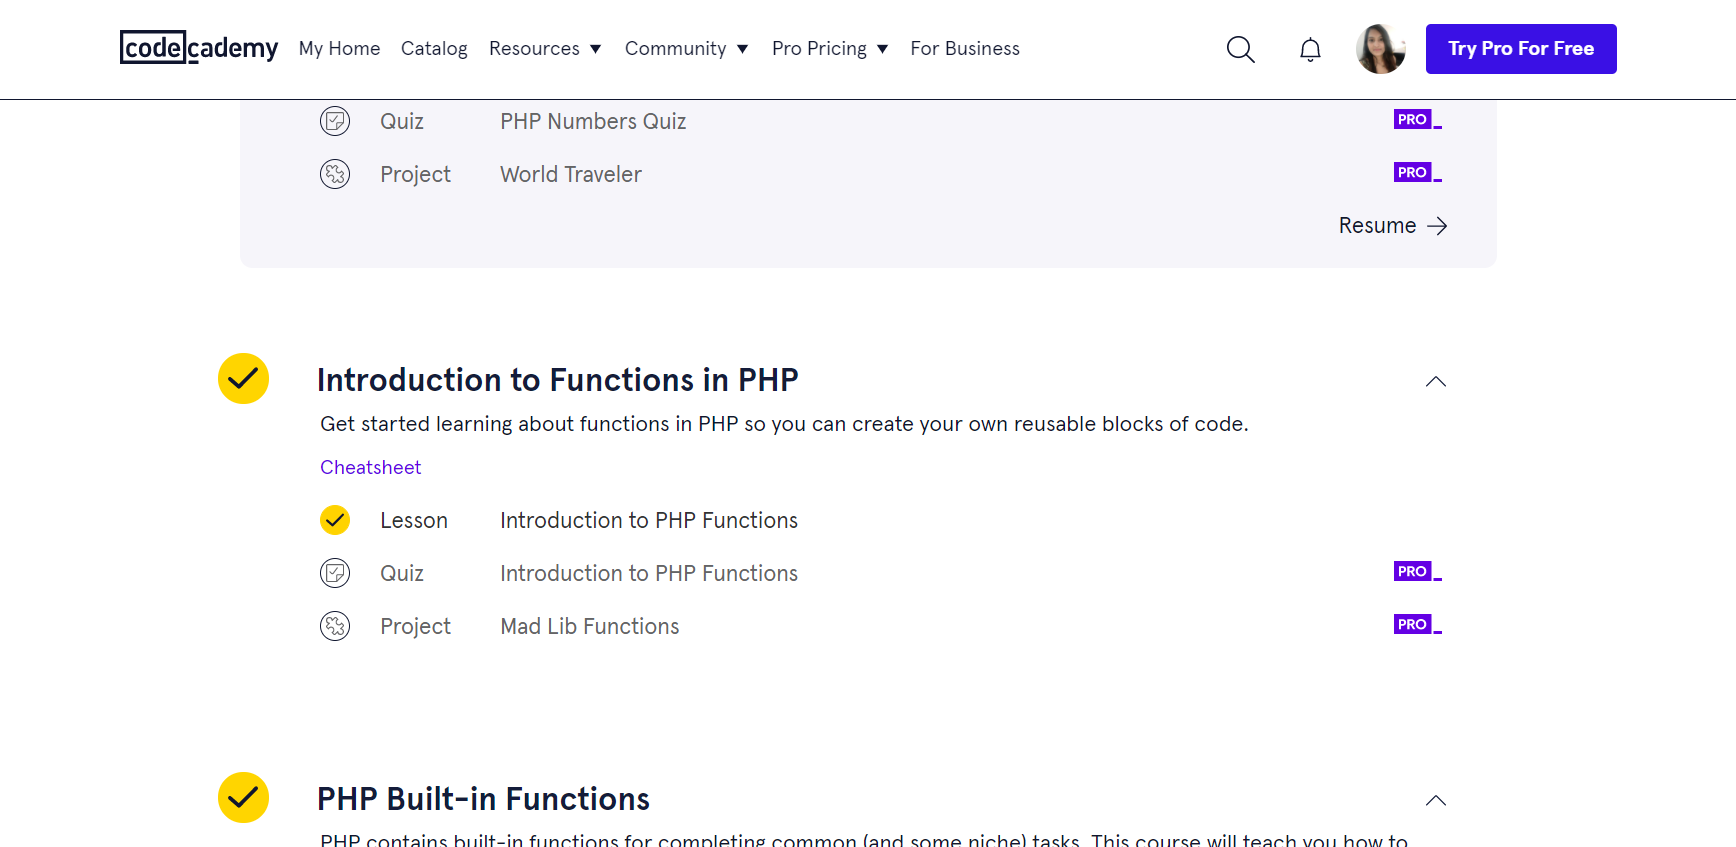 codecademy My Home Catalog Resources Community Pro Pricing For Business Try Pro For Free
Quiz PHP Numbers Quiz PRO
Project World Traveler PRO
Resume
Introduction to Functions in PHP
Get started learning about functions in PHP so you can create your own reusable blocks of code.
Cheatsheet
Lesson Introduction to PHP Functions
Quiz Introduction to PHP Functions PRO
Project Mad Lib Functions PRO
PHP Built-in Functions
PHP contains built-in functions for completing common (and some niche) tasks. This course will teach you how to